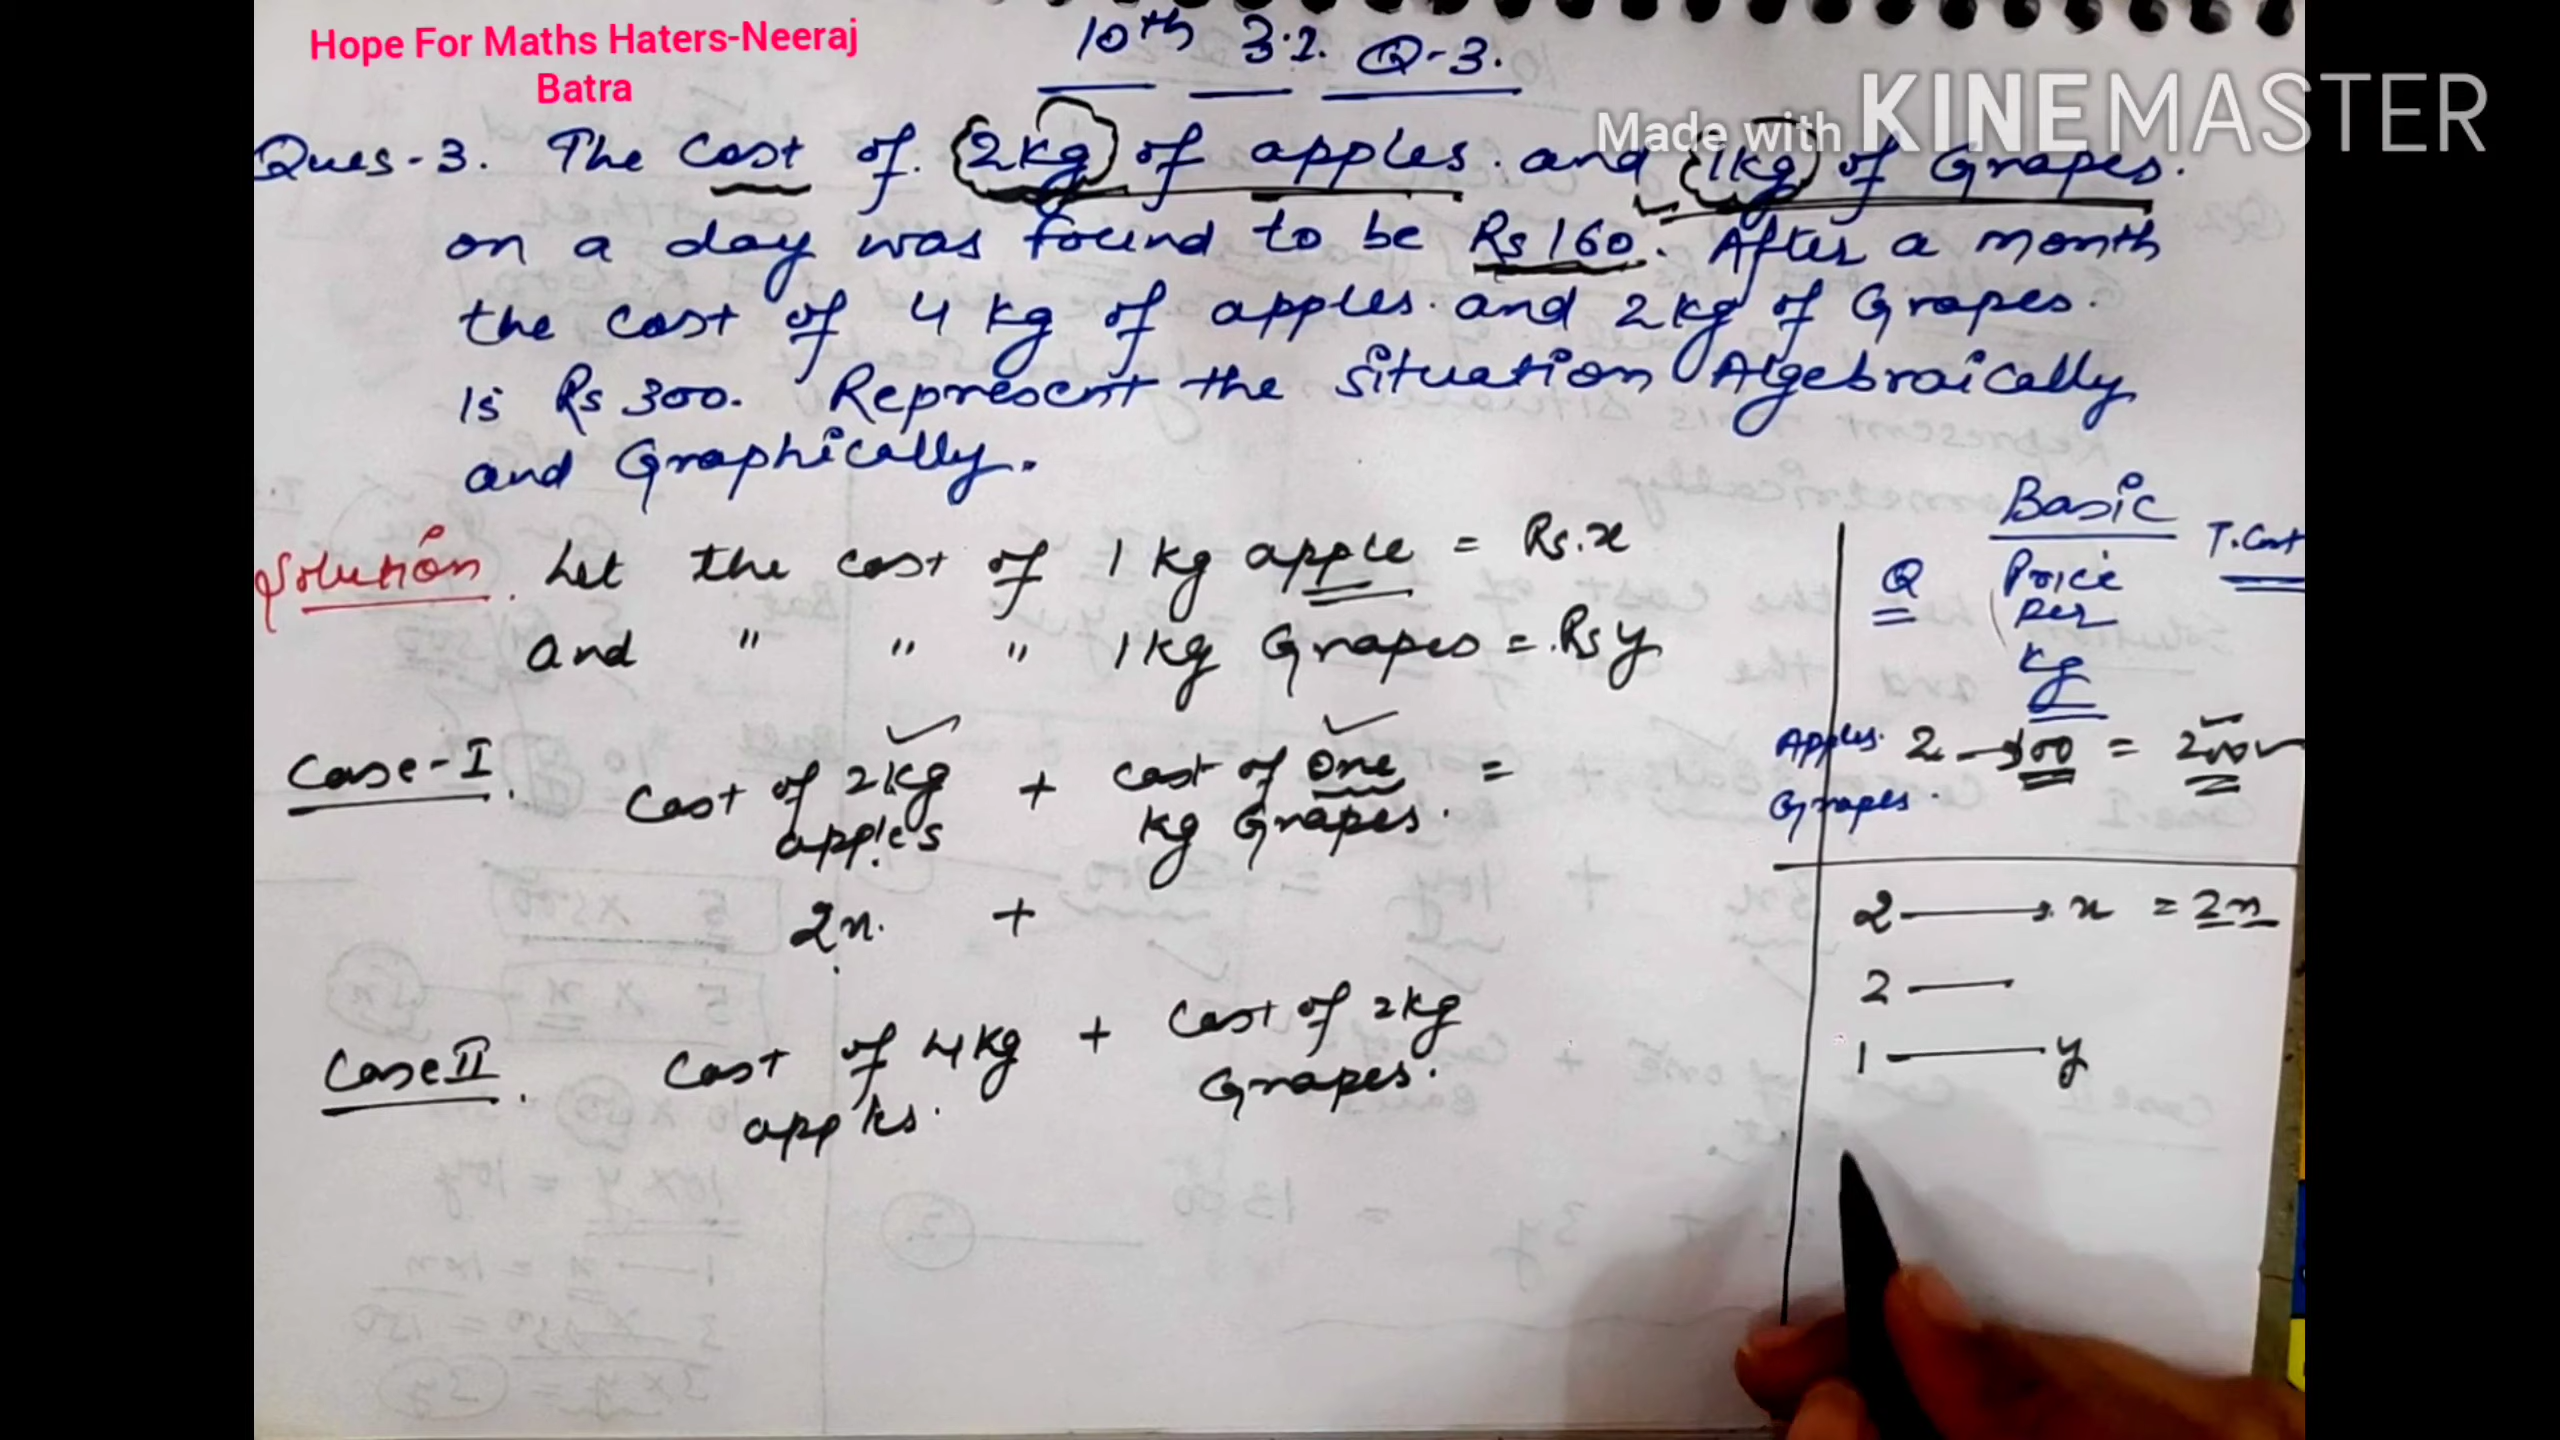 Hope For Maths Haters-Neeraj
Batra
10th 3.1. Q-3.
Made with KINEMASTER
Ques-3. The cost of 2kg of apples. and 1kg of Grapes.
on a day was found to be Rs 160. After a month
the cost of 4 kg of apples. and 2kg of Grapes.
is Rs 300. Represent the situation Algebraically
and Graphically.
Solution. Let the cost of 1 kg apple = Rs. x
and " " " 1kg Grapes = Rs y
Case-I. Cost of 2kg apples + cost of one kg Grapes. =
2x. +
Case II. Cost of 4kg apples. + Cost of 2kg Grapes.
Basic
Q Price per kg T. Cost
Apples. 2 → 100 = 200
Grapes.
2 → x = 2x
2 —
1 — y